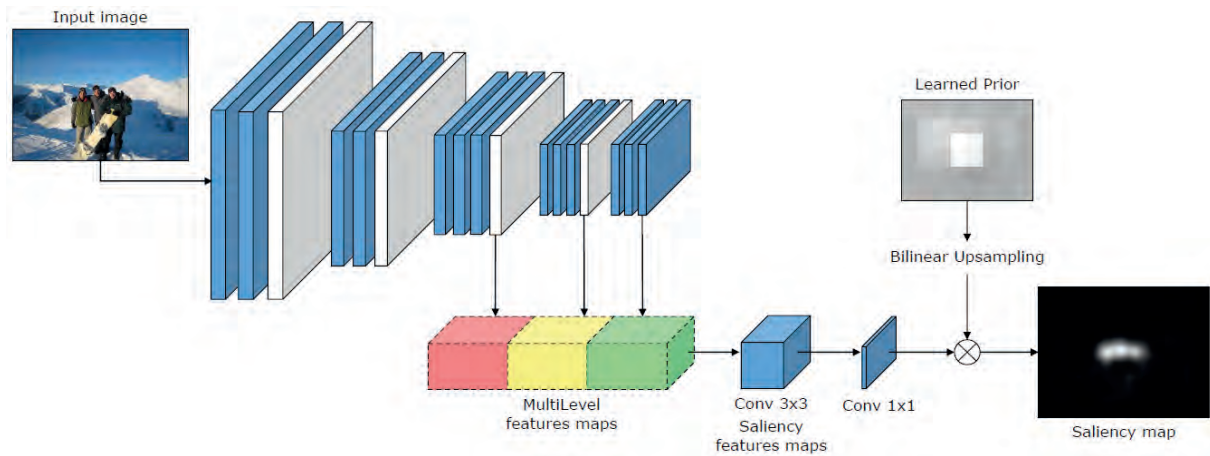 Input image
Learned Prior
Bilinear Upsampling
MultiLevel
features maps
Conv 3x3
Saliency
features maps
Conv 1x1
Saliency map